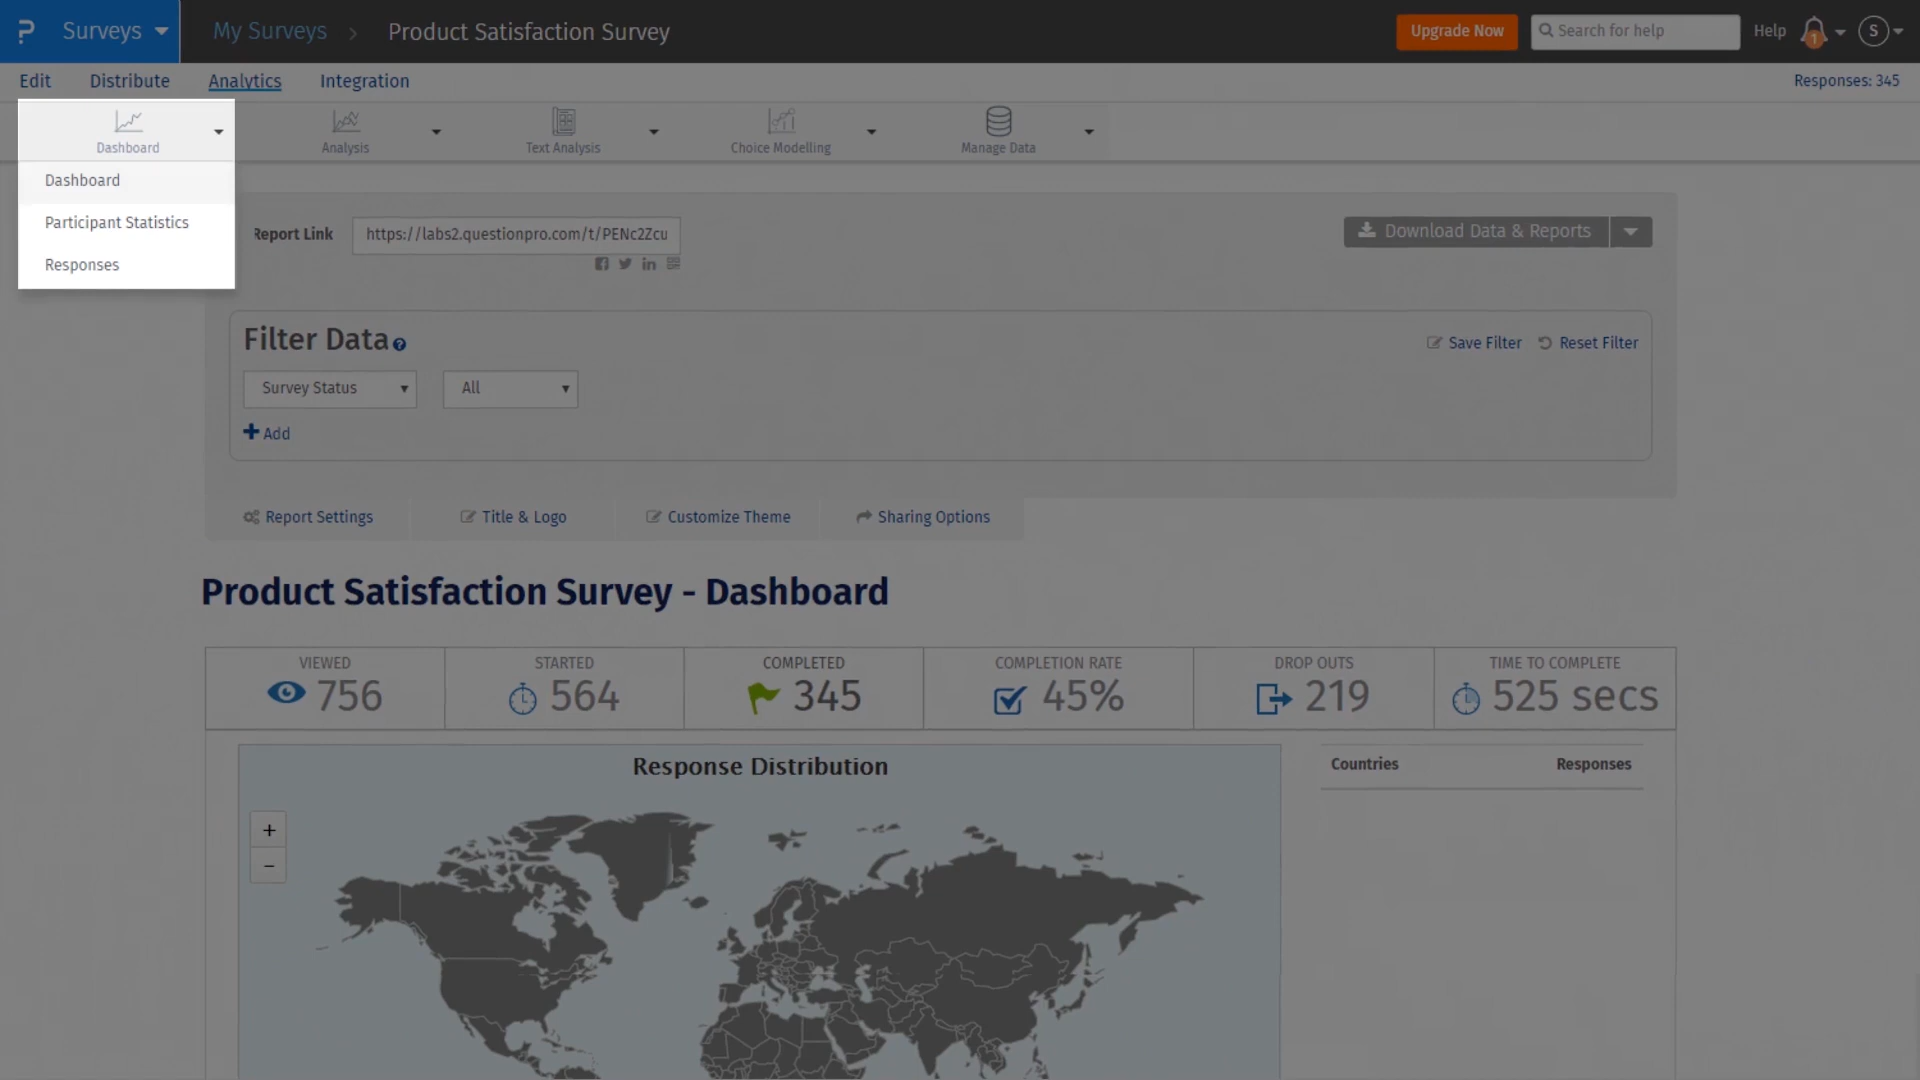 Surveys
My Surveys > Product Satisfaction Survey
Upgrade Now
Search for help
Help
1
S
Edit
Distribute
Analytics
Integration
Responses: 345
Dashboard
Analysis
Text Analysis
Choice Modelling
Manage Data
Dashboard
Participant Statistics
Responses
Report Link
https://labs2.questionpro.com/t/PENc2Zcu
Download Data & Reports
Filter Data
Save Filter
Reset Filter
Survey Status
All
Add
Report Settings
Title & Logo
Customize Theme
Sharing Options
Product Satisfaction Survey - Dashboard
VIEWED
756
STARTED
564
COMPLETED
345
COMPLETION RATE
45%
DROP OUTS
219
TIME TO COMPLETE
525 secs
Response Distribution
+
−
Countries
Responses